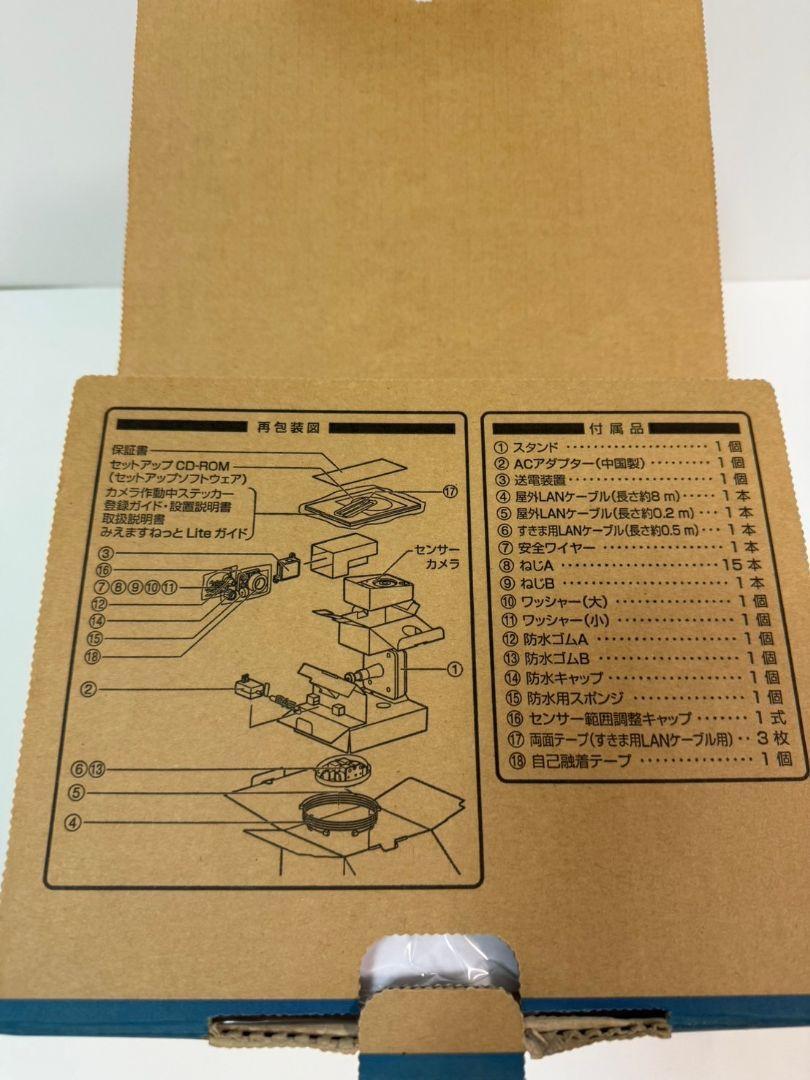 再包装図
保証書
セットアップ CD-ROM
(セットアップソフトウェア)
カメラ作動中ステッカー
登録ガイド・設置説明書
取扱説明書
みえますねっと Lite ガイド
⑰
③
⑯
⑦⑧⑨⑩⑪
⑫
⑭
⑮
⑱
センサー
カメラ
①
②
⑥⑬
⑤
④
付属品
① スタンド ・・・・・・・・・・・・・・・・・・・ 1 個
② ACアダプター(中国製)・・・・・・・・・・ 1 個
③ 送電装置・・・・・・・・・・・・・・・・・・・・ 1 個
④ 屋外LANケーブル(長さ約8 m)・・・・・ 1 本
⑤ 屋外LANケーブル(長さ約0.2 m)・・・ 1 本
⑥ すきま用LANケーブル(長さ約0.5 m)・・・ 1 本
⑦ 安全ワイヤー ・・・・・・・・・・・・・・・・ 1 本
⑧ ねじA ・・・・・・・・・・・・・・・・・・・・ 15 本
⑨ ねじB ・・・・・・・・・・・・・・・・・・・・ 1 本
⑩ ワッシャー(大)・・・・・・・・・・・・・・ 1 個
⑪ ワッシャー(小)・・・・・・・・・・・・・・ 1 個
⑫ 防水ゴムA ・・・・・・・・・・・・・・・・・ 1 個
⑬ 防水ゴムB ・・・・・・・・・・・・・・・・・ 1 個
⑭ 防水キャップ・・・・・・・・・・・・・・・・ 1 個
⑮ 防水用スポンジ ・・・・・・・・・・・・・・ 1 個
⑯ センサー範囲調整キャップ ・・・・・・・ 1 式
⑰ 両面テープ(すきま用LANケーブル用)・・ 3 枚
⑱ 自己融着テープ ・・・・・・・・・・・・・・ 1 個